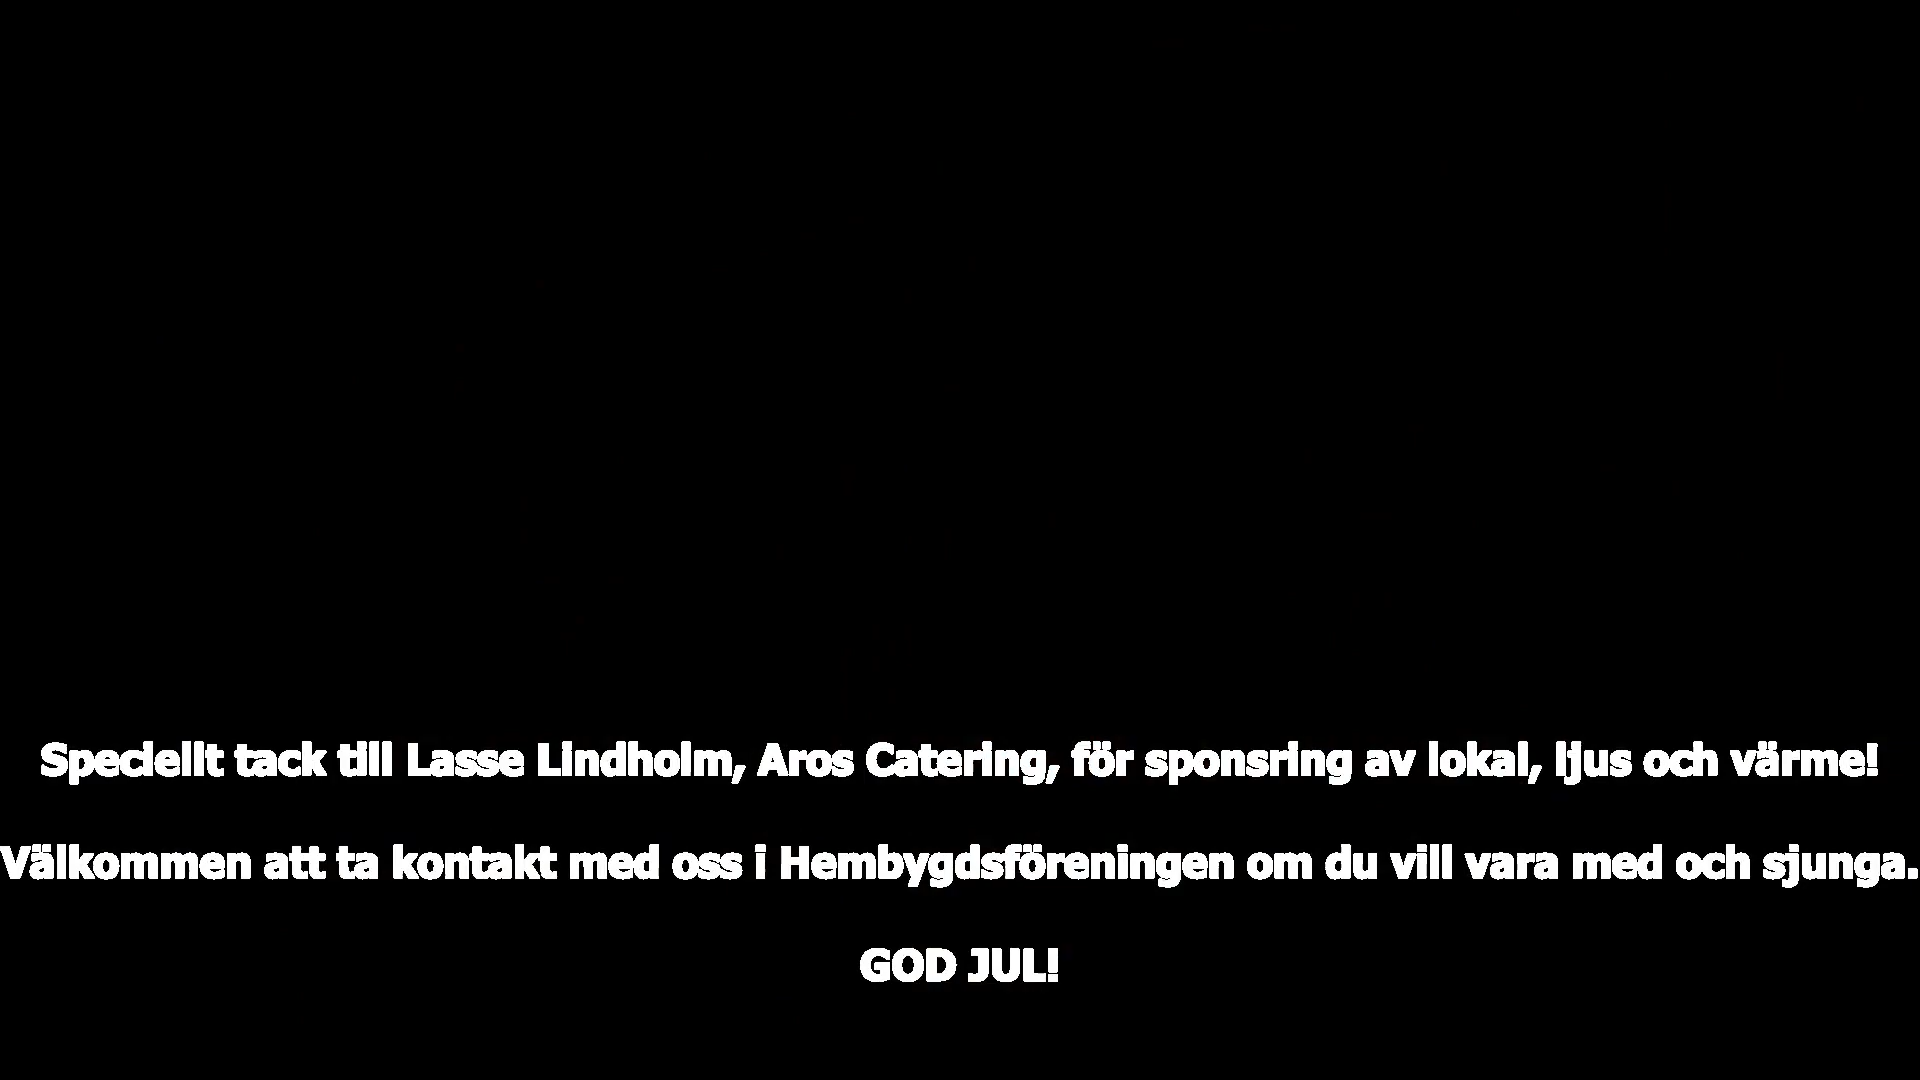 Speciellt tack till Lasse Lindholm, Aros Catering, för sponsring av lokal, ljus och värme!
Välkommen att ta kontakt med oss i Hembygdsföreningen om du vill vara med och sjunga.
GOD JUL!